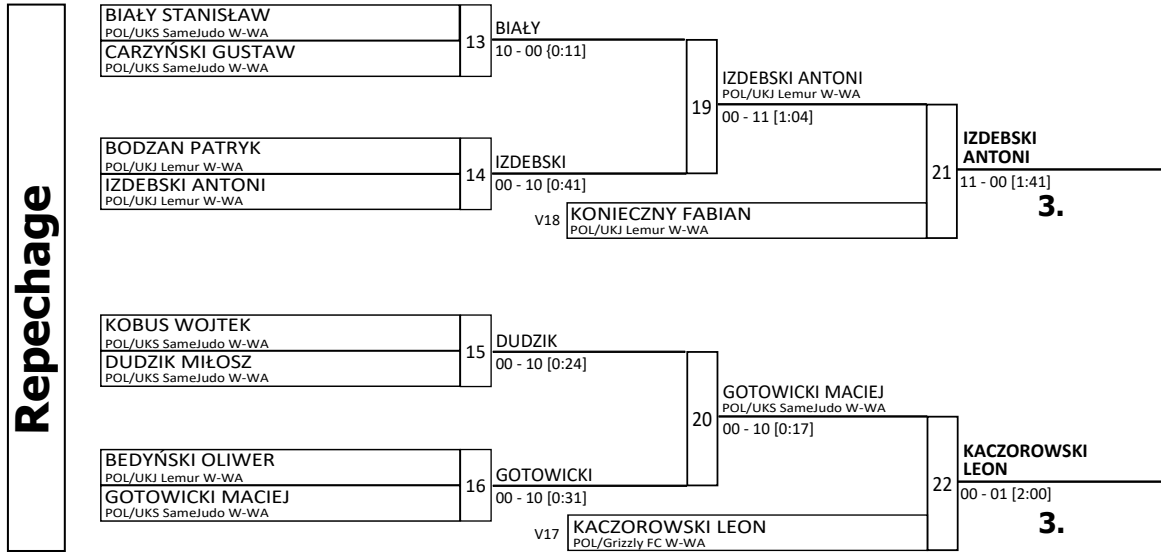 Repechage
BIAŁY STANISŁAW
POL/UKS SameJudo W-WA
CARZYŃSKI GUSTAW
POL/UKS SameJudo W-WA
13
BIAŁY
10 - 00 {0:11]
BODZAN PATRYK
POL/UKJ Lemur W-WA
IZDEBSKI ANTONI
POL/UKJ Lemur W-WA
14
IZDEBSKI
00 - 10 [0:41]
19
IZDEBSKI ANTONI
POL/UKJ Lemur W-WA
00 - 11 [1:04]
V18
KONIECZNY FABIAN
POL/UKJ Lemur W-WA
21
IZDEBSKI
ANTONI
11 - 00 [1:41]
3.
KOBUS WOJTEK
POL/UKS SameJudo W-WA
DUDZIK MIŁOSZ
POL/UKS SameJudo W-WA
15
DUDZIK
00 - 10 [0:24]
BEDYŃSKI OLIWER
POL/UKJ Lemur W-WA
GOTOWICKI MACIEJ
POL/UKS SameJudo W-WA
16
GOTOWICKI
00 - 10 [0:31]
20
GOTOWICKI MACIEJ
POL/UKS SameJudo W-WA
00 - 10 [0:17]
V17
KACZOROWSKI LEON
POL/Grizzly FC W-WA
22
KACZOROWSKI
LEON
00 - 01 [2:00]
3.